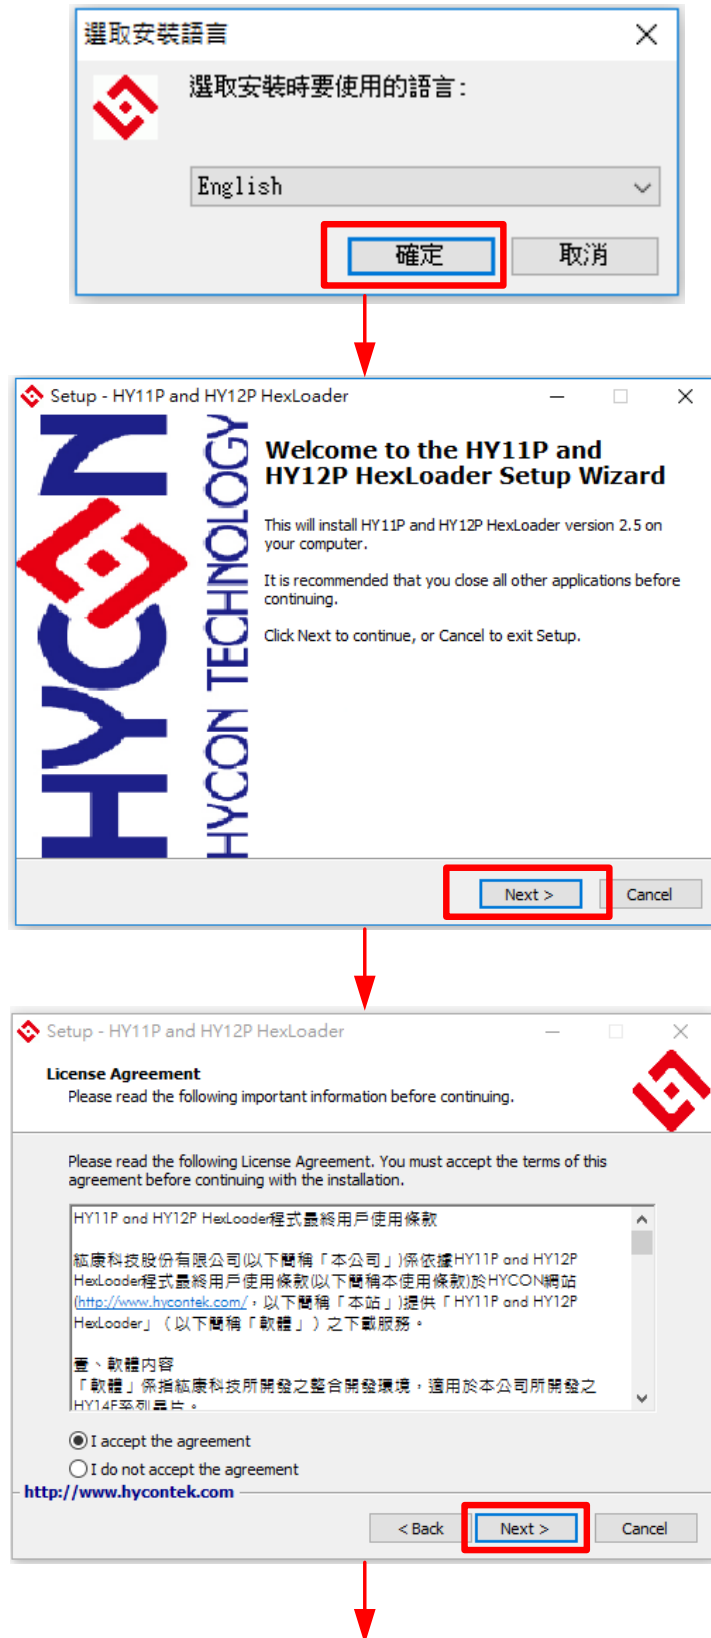 選取安裝語言
選取安裝時要使用的語言：
English
確定
取消
Setup - HY11P and HY12P HexLoader
HYCON
HYCON TECHNOLOGY
Welcome to the HY11P and
HY12P HexLoader Setup Wizard
This will install HY11P and HY12P HexLoader version 2.5 on
your computer.
It is recommended that you close all other applications before
continuing.
Click Next to continue, or Cancel to exit Setup.
Next >
Cancel
Setup - HY11P and HY12P HexLoader
License Agreement
Please read the following important information before continuing.
Please read the following License Agreement. You must accept the terms of this
agreement before continuing with the installation.
HY11P and HY12P HexLoader程式最終用戶使用條款
紘康科技股份有限公司(以下簡稱「本公司」)係依據HY11P and HY12P
HexLoader程式最終用戶使用條款(以下簡稱本使用條款)於HYCON網站
(http://www.hycontek.com/，以下簡稱「本站」)提供「HY11P and HY12P
HexLoader」（以下簡稱「軟體」）之下載服務。
壹、軟體內容
「軟體」係指紘康科技所開發之整合開發環境，適用於本公司所開發之
HY14E系列晶片。
I accept the agreement
I do not accept the agreement
http://www.hycontek.com
< Back
Next >
Cancel